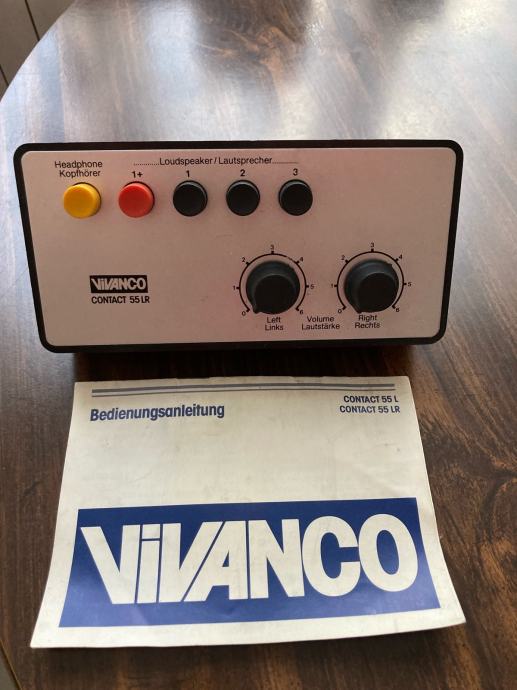 Headphone
Kopfhörer
Loudspeaker / Lautsprecher
1+ 1 2 3
VIVANCO
CONTACT 55 LR
0 1 2 3 4 5 6
0 1 2 3 4 5 6
Left
Links
Volume
Lautstärke
Right
Rechts
Bedienungsanleitung
CONTACT 55 L
CONTACT 55 LR
ViVANCO